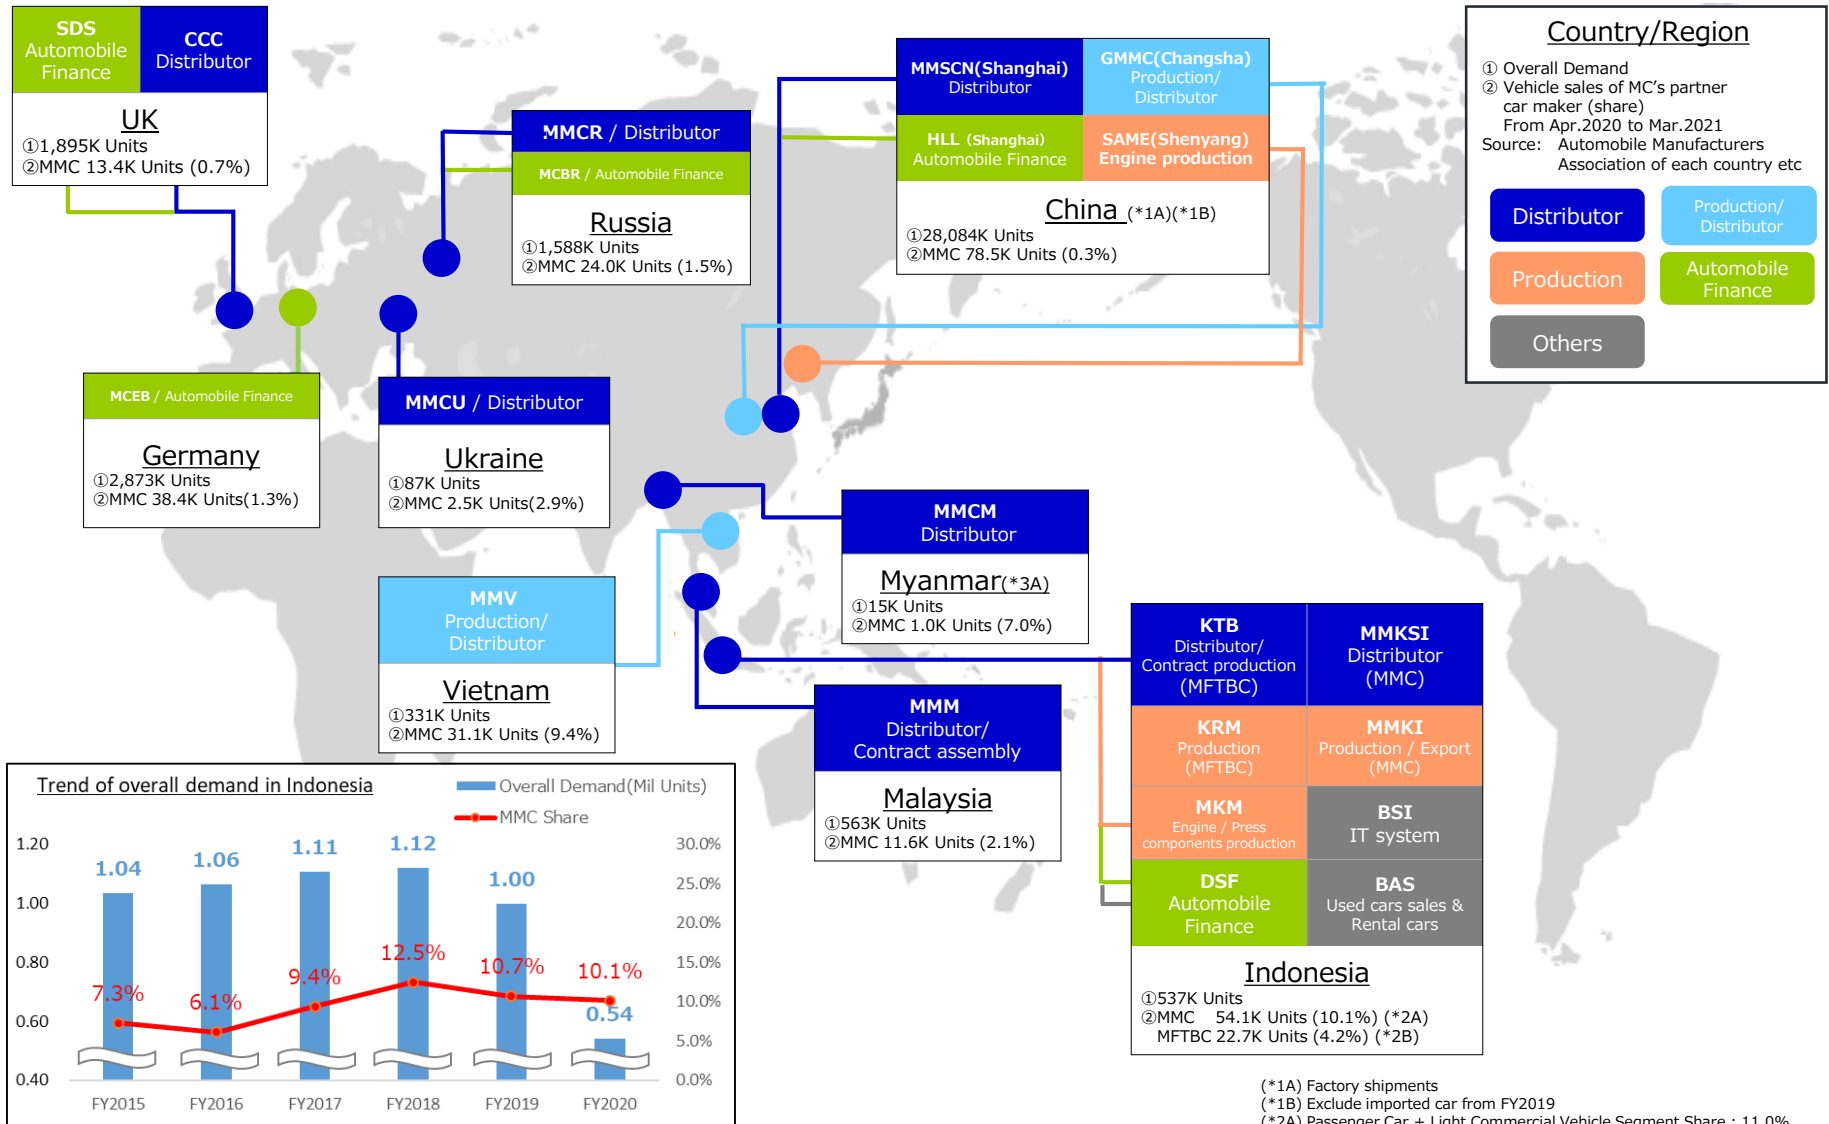 SDS
Automobile
Finance
CCC
Distributor
UK
①1,895K Units
②MMC 13.4K Units (0.7%)
MMCR / Distributor
MCBR / Automobile Finance
Russia
①1,588K Units
②MMC 24.0K Units (1.5%)
MMSCN(Shanghai)
Distributor
GMMC(Changsha)
Production/
Distributor
HLL (Shanghai)
Automobile Finance
SAME(Shenyang)
Engine production
China (*1A)(*1B)
①28,084K Units
②MMC 78.5K Units (0.3%)
Country/Region
① Overall Demand
② Vehicle sales of MC's partner
car maker (share)
From Apr.2020 to Mar.2021
Source: Automobile Manufacturers
Association of each country etc
Distributor
Production/
Distributor
Production
Automobile
Finance
Others
MCEB / Automobile Finance
Germany
①2,873K Units
②MMC 38.4K Units(1.3%)
MMCU / Distributor
Ukraine
①87K Units
②MMC 2.5K Units(2.9%)
MMCM
Distributor
Myanmar(*3A)
①15K Units
②MMC 1.0K Units (7.0%)
MMV
Production/
Distributor
Vietnam
①331K Units
②MMC 31.1K Units (9.4%)
MMM
Distributor/
Contract assembly
Malaysia
①563K Units
②MMC 11.6K Units (2.1%)
KTB
Distributor/
Contract production
(MFTBC)
MMKSI
Distributor
(MMC)
KRM
Production
(MFTBC)
MMKI
Production / Export
(MMC)
MKM
Engine / Press
components production
BSI
IT system
DSF
Automobile
Finance
BAS
Used cars sales &
Rental cars
Indonesia
①537K Units
②MMC 54.1K Units (10.1%) (*2A)
MFTBC 22.7K Units (4.2%) (*2B)
Trend of overall demand in Indonesia
Overall Demand(Mil Units)
MMC Share
1.20
1.00
0.80
0.60
0.40
1.04
1.06
1.11
1.12
1.00
0.54
7.3%
6.1%
9.4%
12.5%
10.7%
10.1%
30.0%
25.0%
20.0%
15.0%
10.0%
5.0%
0.0%
FY2015
FY2016
FY2017
FY2018
FY2019
FY2020
(*1A) Factory shipments
(*1B) Exclude imported car from FY2019
(*2A) Passenger Car + Light Commercial Vehicle Segment Share : 11.0%